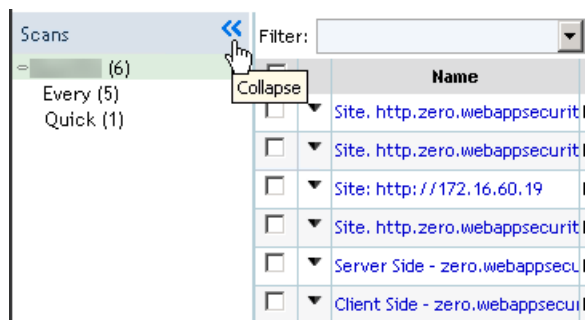 Scans
Filter:
(6)
Collapse
Name
Every (5)
Quick (1)
Site. http.zero.webappsecurit
Site. http.zero.webappsecurit
Site: http://172.16.60.19
Site. http.zero.webappsecurit
Server Side - zero.webappsecu
Client Side - zero.webappsecur